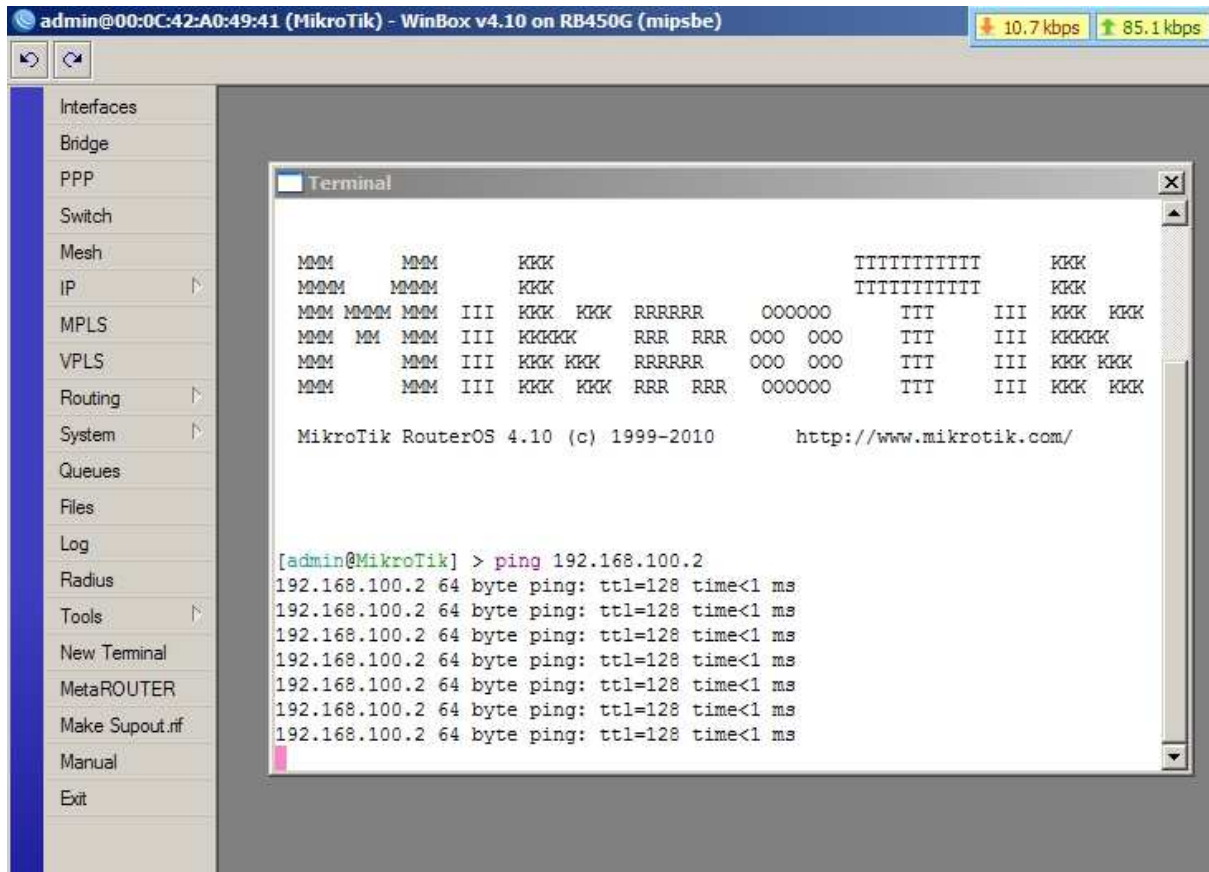 admin@00:0C:42:A0:49:41 (MikroTik) - WinBox v4.10 on RB450G (mipsbe)
10.7 kbps 85.1 kbps
Interfaces
Bridge
PPP
Switch
Mesh
IP
MPLS
VPLS
Routing
System
Queues
Files
Log
Radius
Tools
New Terminal
MetaROUTER
Make Supout.rif
Manual
Exit
Terminal
MMM       MMM       KKK                          TTTTTTTTTTT      KKK
MMMM     MMMM       KKK                          TTTTTTTTTTT      KKK
MMM MMMM MMM  III  KKK  KKK  RRRRRR     OOOOOO      TTT     III  KKK  KKK
MMM  MM  MMM  III  KKKKK     RRR  RRR  OOO  OOO     TTT     III  KKKKK
MMM      MMM  III  KKK KKK   RRRRRR    OOO  OOO     TTT     III  KKK KKK
MMM      MMM  III  KKK  KKK  RRR  RRR   OOOOOO      TTT     III  KKK  KKK
MikroTik RouterOS 4.10 (c) 1999-2010       http://www.mikrotik.com/
[admin@MikroTik] > ping 192.168.100.2
192.168.100.2 64 byte ping: ttl=128 time<1 ms
192.168.100.2 64 byte ping: ttl=128 time<1 ms
192.168.100.2 64 byte ping: ttl=128 time<1 ms
192.168.100.2 64 byte ping: ttl=128 time<1 ms
192.168.100.2 64 byte ping: ttl=128 time<1 ms
192.168.100.2 64 byte ping: ttl=128 time<1 ms
192.168.100.2 64 byte ping: ttl=128 time<1 ms